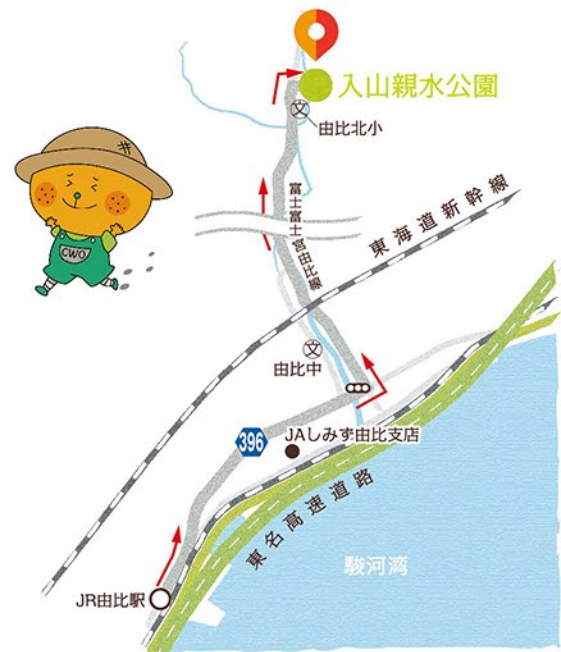 入山親水公園
文
由比北小
富士富士宮由比線
東海道新幹線
文
由比中
CWO
396
JAしみず由比支店
東名高速道路
駿河湾
JR由比駅